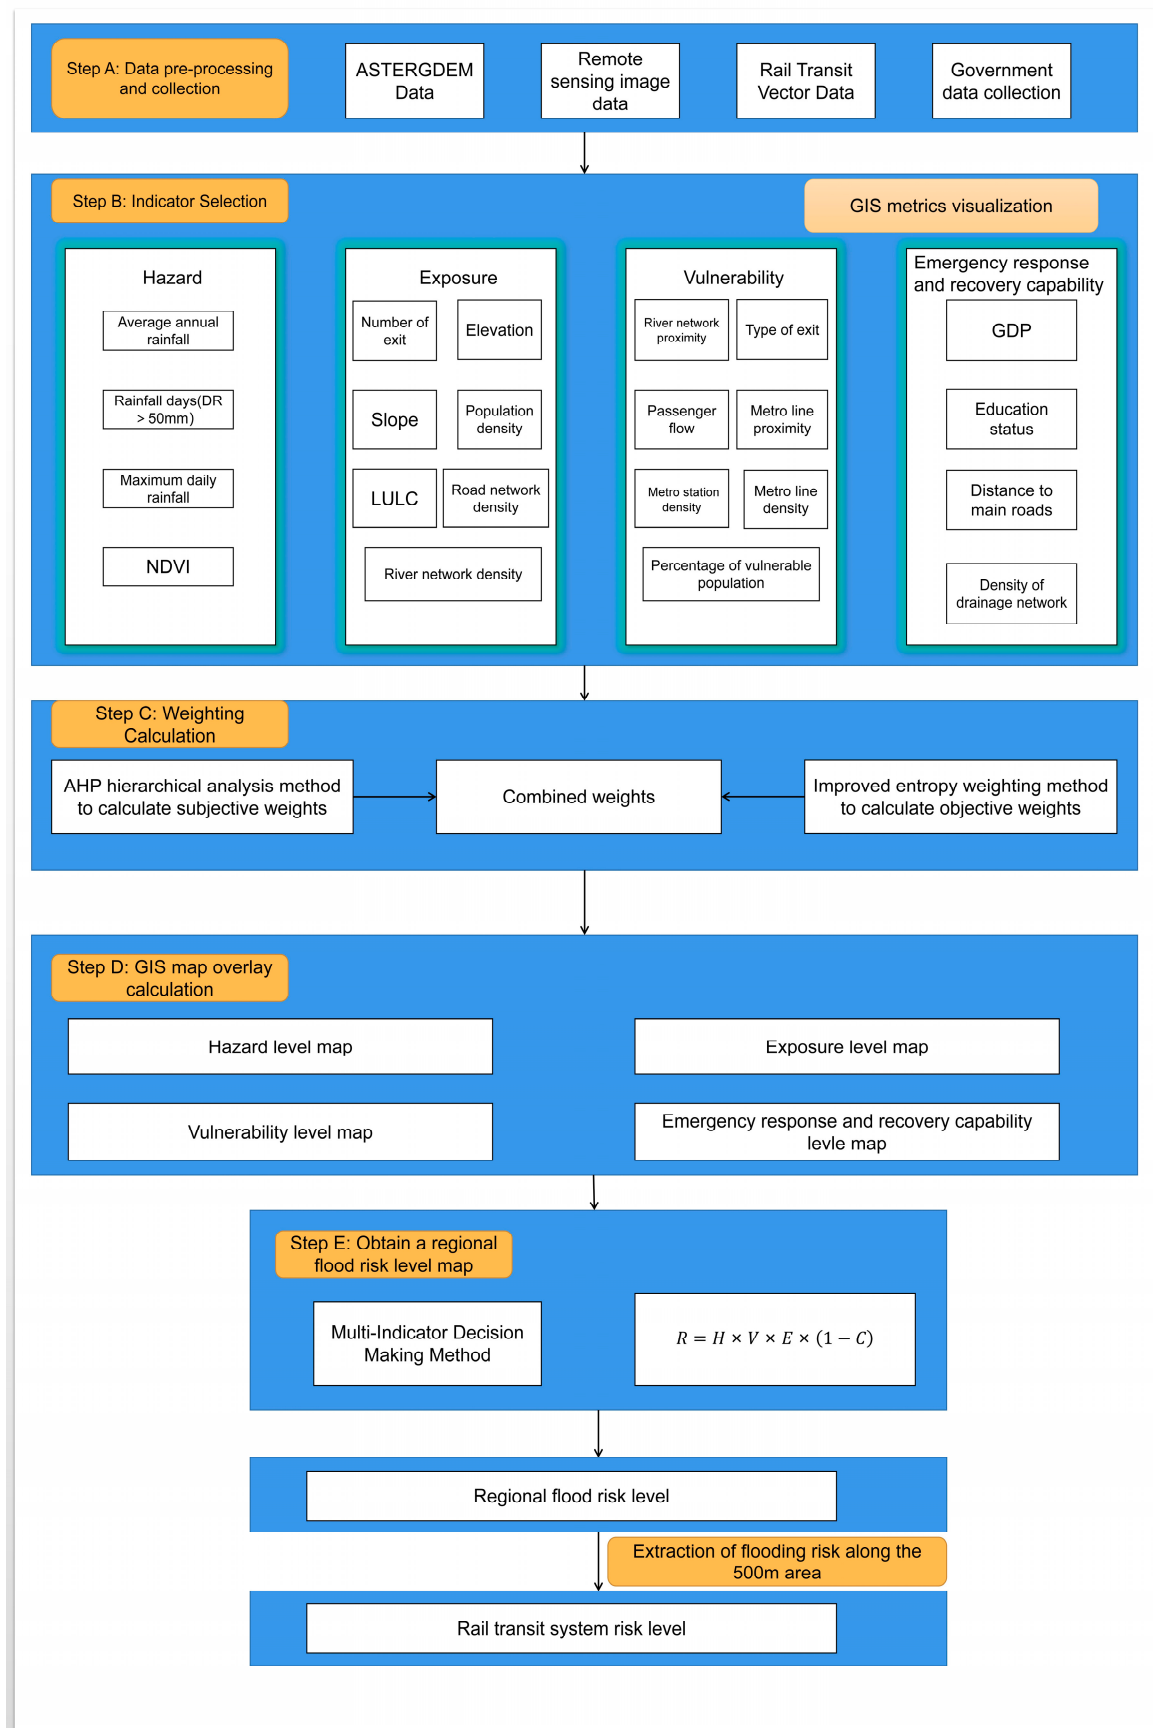 Step A: Data pre-processing
and collection
ASTERGDEM
Data
Remote
sensing image
data
Rail Transit
Vector Data
Government
data collection
Step B: Indicator Selection
GIS metrics visualization
Hazard
Average annual
rainfall
Rainfall days(DR
> 50mm)
Maximum daily
rainfall
NDVI
Exposure
Number of
exit
Elevation
Slope
Population
density
LULC
Road network
density
River network density
Vulnerability
River network
proximity
Type of exit
Passenger
flow
Metro line
proximity
Metro station
density
Metro line
density
Percentage of vulnerable
population
Emergency response
and recovery capability
GDP
Education
status
Distance to
main roads
Density of
drainage network
Step C: Weighting
Calculation
AHP hierarchical analysis method
to calculate subjective weights
Combined weights
Improved entropy weighting method
to calculate objective weights
Step D: GIS map overlay
calculation
Hazard level map
Exposure level map
Vulnerability level map
Emergency response and recovery capability
levle map
Step E: Obtain a regional
flood risk level map
Multi-Indicator Decision
Making Method
R = H × V × E × (1 − C)
Regional flood risk level
Extraction of flooding risk along the
500m area
Rail transit system risk level